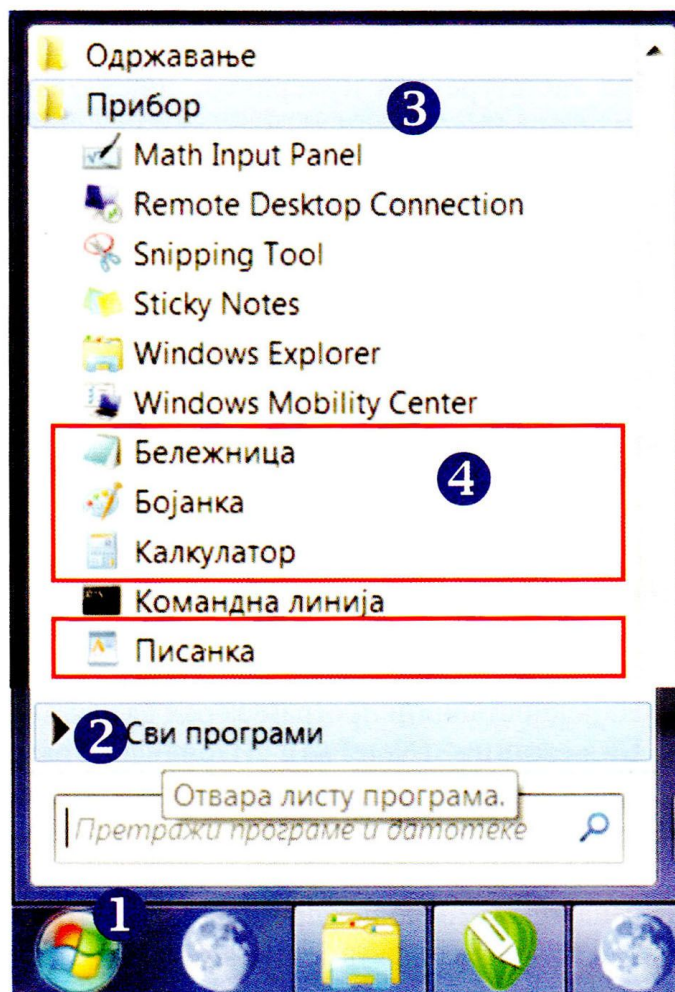 Одржавање
Прибор 3
Math Input Panel
Remote Desktop Connection
Snipping Tool
Sticky Notes
Windows Explorer
Windows Mobility Center
Бележница
4
Бојанка
Калкулатор
Командна линија
Писанка
2 Сви програми
Отвара листу програма.
Претражи програме и датотеке
1